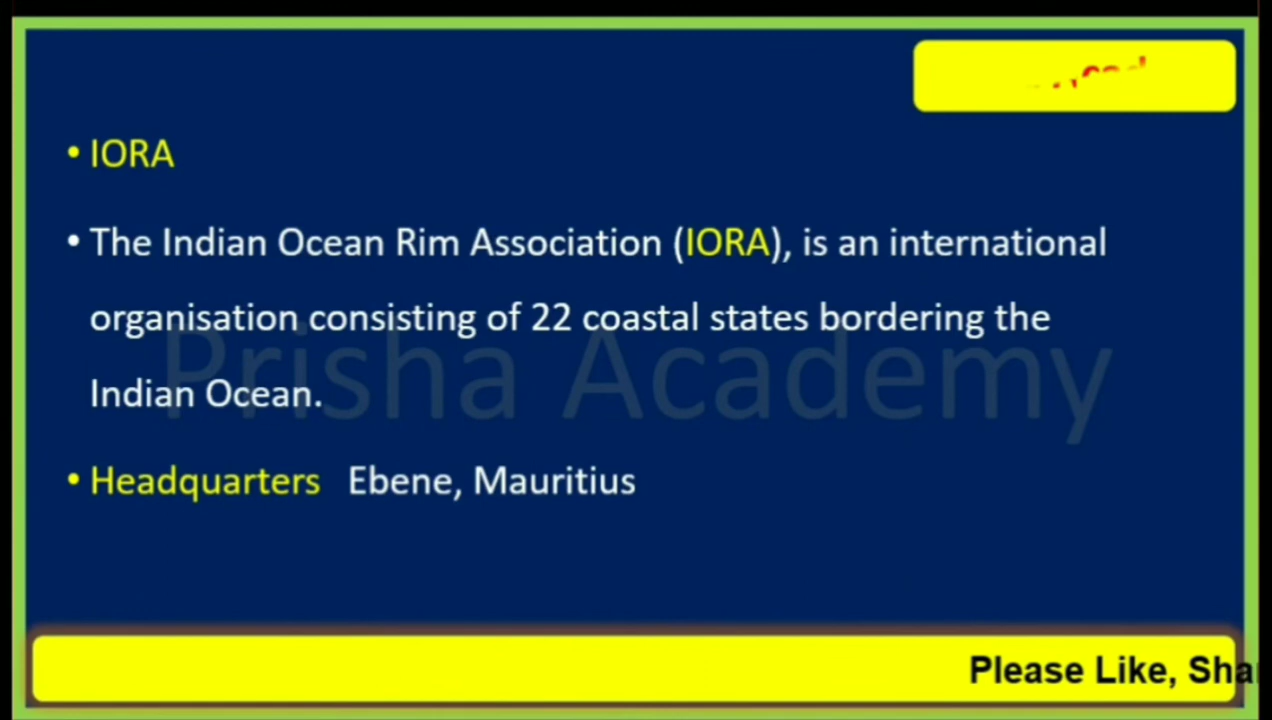 • IORA
• The Indian Ocean Rim Association (IORA), is an international
organisation consisting of 22 coastal states bordering the
Indian Ocean.
Prisha Academy
• Headquarters Ebene, Mauritius
Please Like,